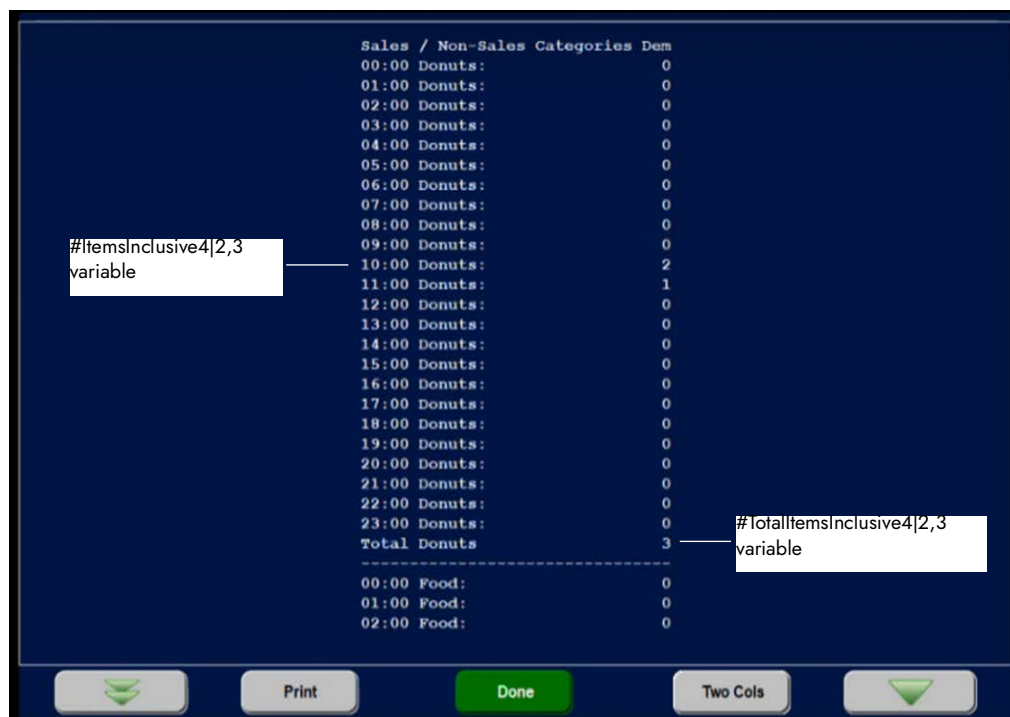 Sales / Non-Sales Categories Dem
00:00 Donuts: 0
01:00 Donuts: 0
02:00 Donuts: 0
03:00 Donuts: 0
04:00 Donuts: 0
05:00 Donuts: 0
06:00 Donuts: 0
07:00 Donuts: 0
08:00 Donuts: 0
09:00 Donuts: 0
#ItemsInclusive4|2,3
variable
10:00 Donuts: 2
11:00 Donuts: 1
12:00 Donuts: 0
13:00 Donuts: 0
14:00 Donuts: 0
15:00 Donuts: 0
16:00 Donuts: 0
17:00 Donuts: 0
18:00 Donuts: 0
19:00 Donuts: 0
20:00 Donuts: 0
21:00 Donuts: 0
22:00 Donuts: 0
23:00 Donuts: 0
Total Donuts 3
#TotalItemsInclusive4|2,3
variable
--------------------------------
00:00 Food: 0
01:00 Food: 0
02:00 Food: 0
Print
Done
Two Cols